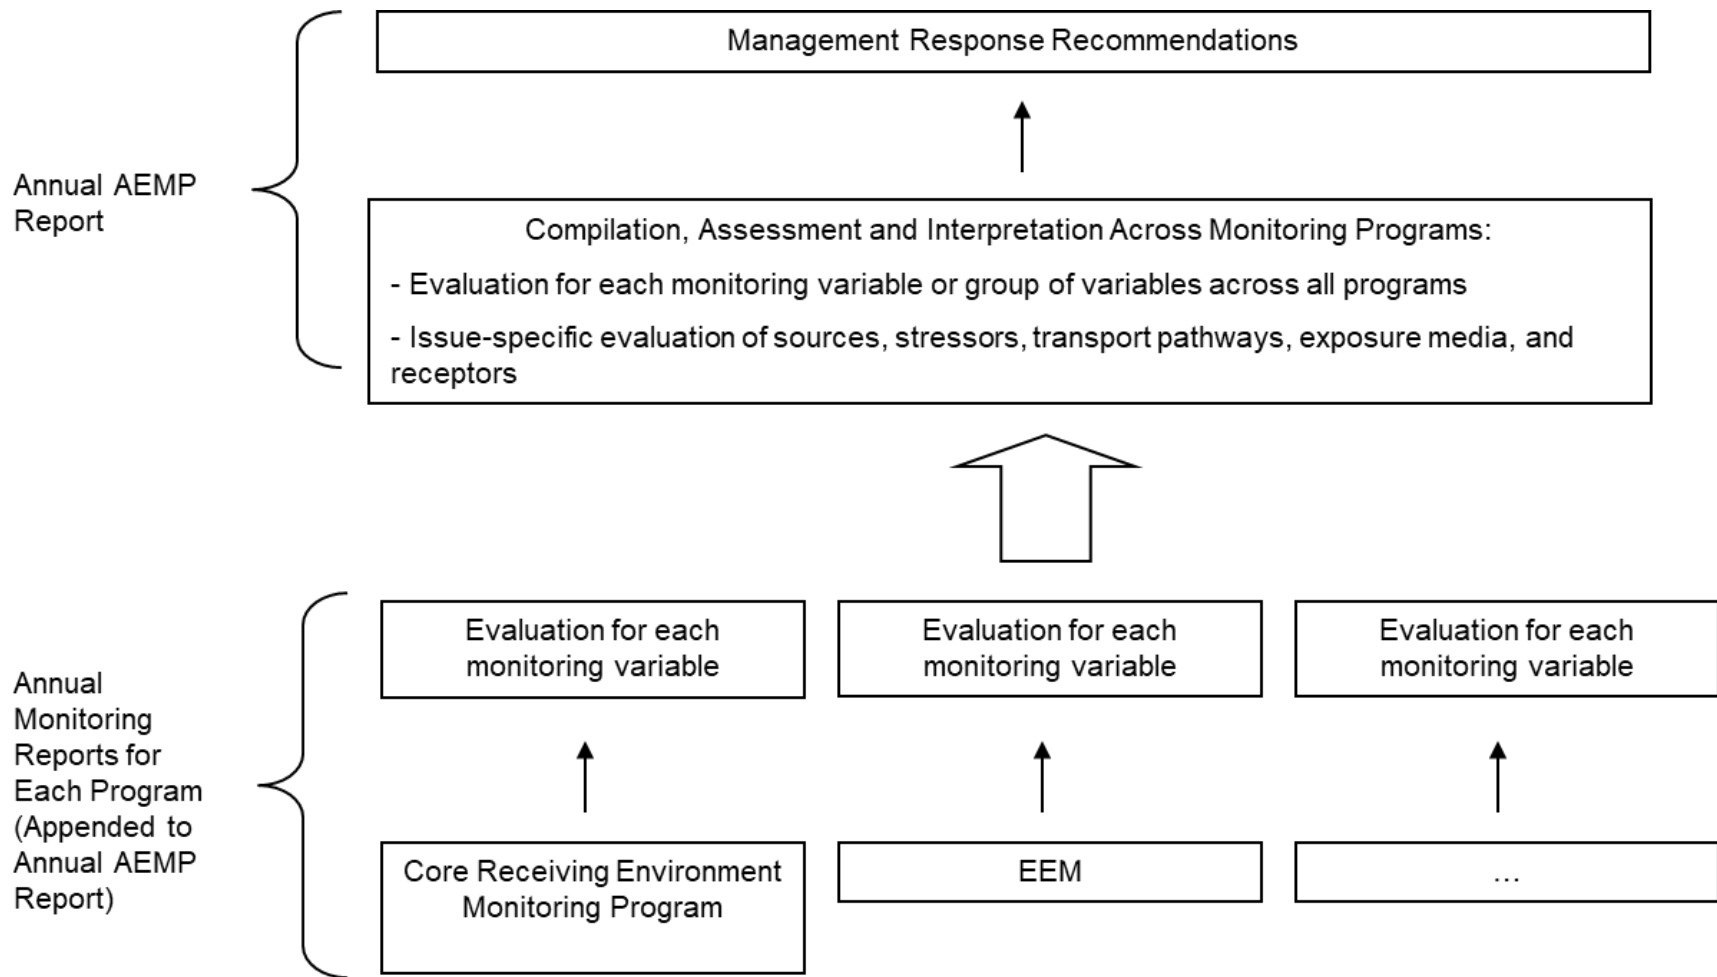 Management Response Recommendations
Annual AEMP
Report
Compilation, Assessment and Interpretation Across Monitoring Programs:
- Evaluation for each monitoring variable or group of variables across all programs
- Issue-specific evaluation of sources, stressors, transport pathways, exposure media, and
receptors
Annual
Monitoring
Reports for
Each Program
(Appended to
Annual AEMP
Report)
Evaluation for each
monitoring variable
Evaluation for each
monitoring variable
Evaluation for each
monitoring variable
Core Receiving Environment
Monitoring Program
EEM
...